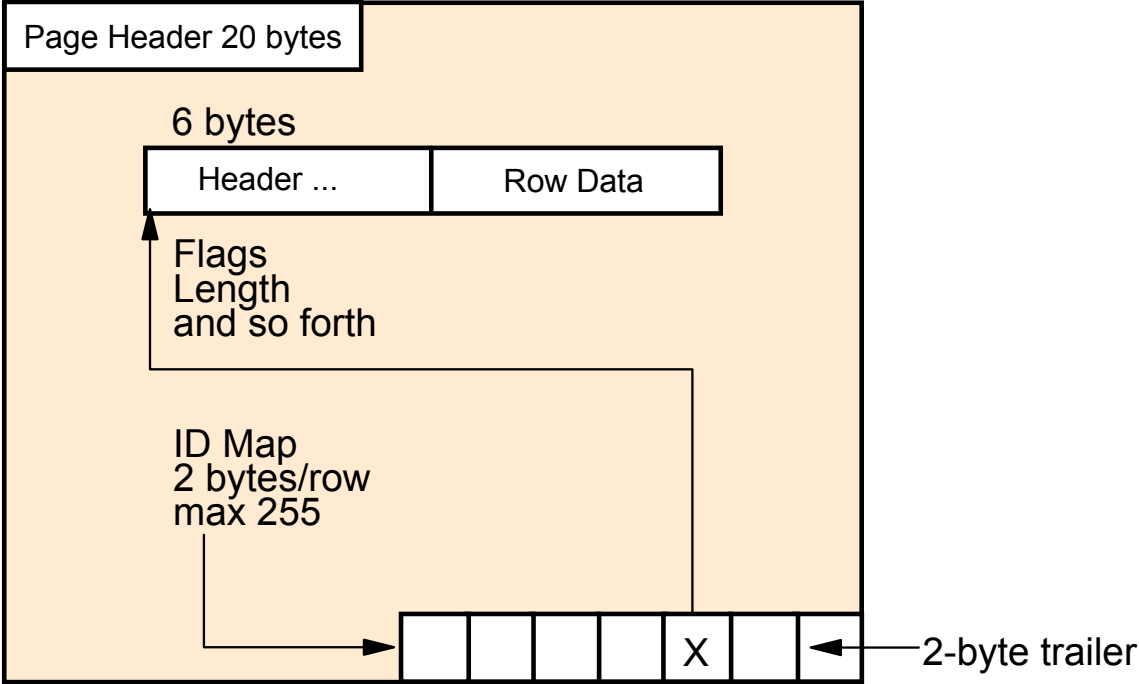 Page Header 20 bytes
6 bytes
Header ...
Row Data
Flags
Length
and so forth
ID Map
2 bytes/row
max 255
X
2-byte trailer